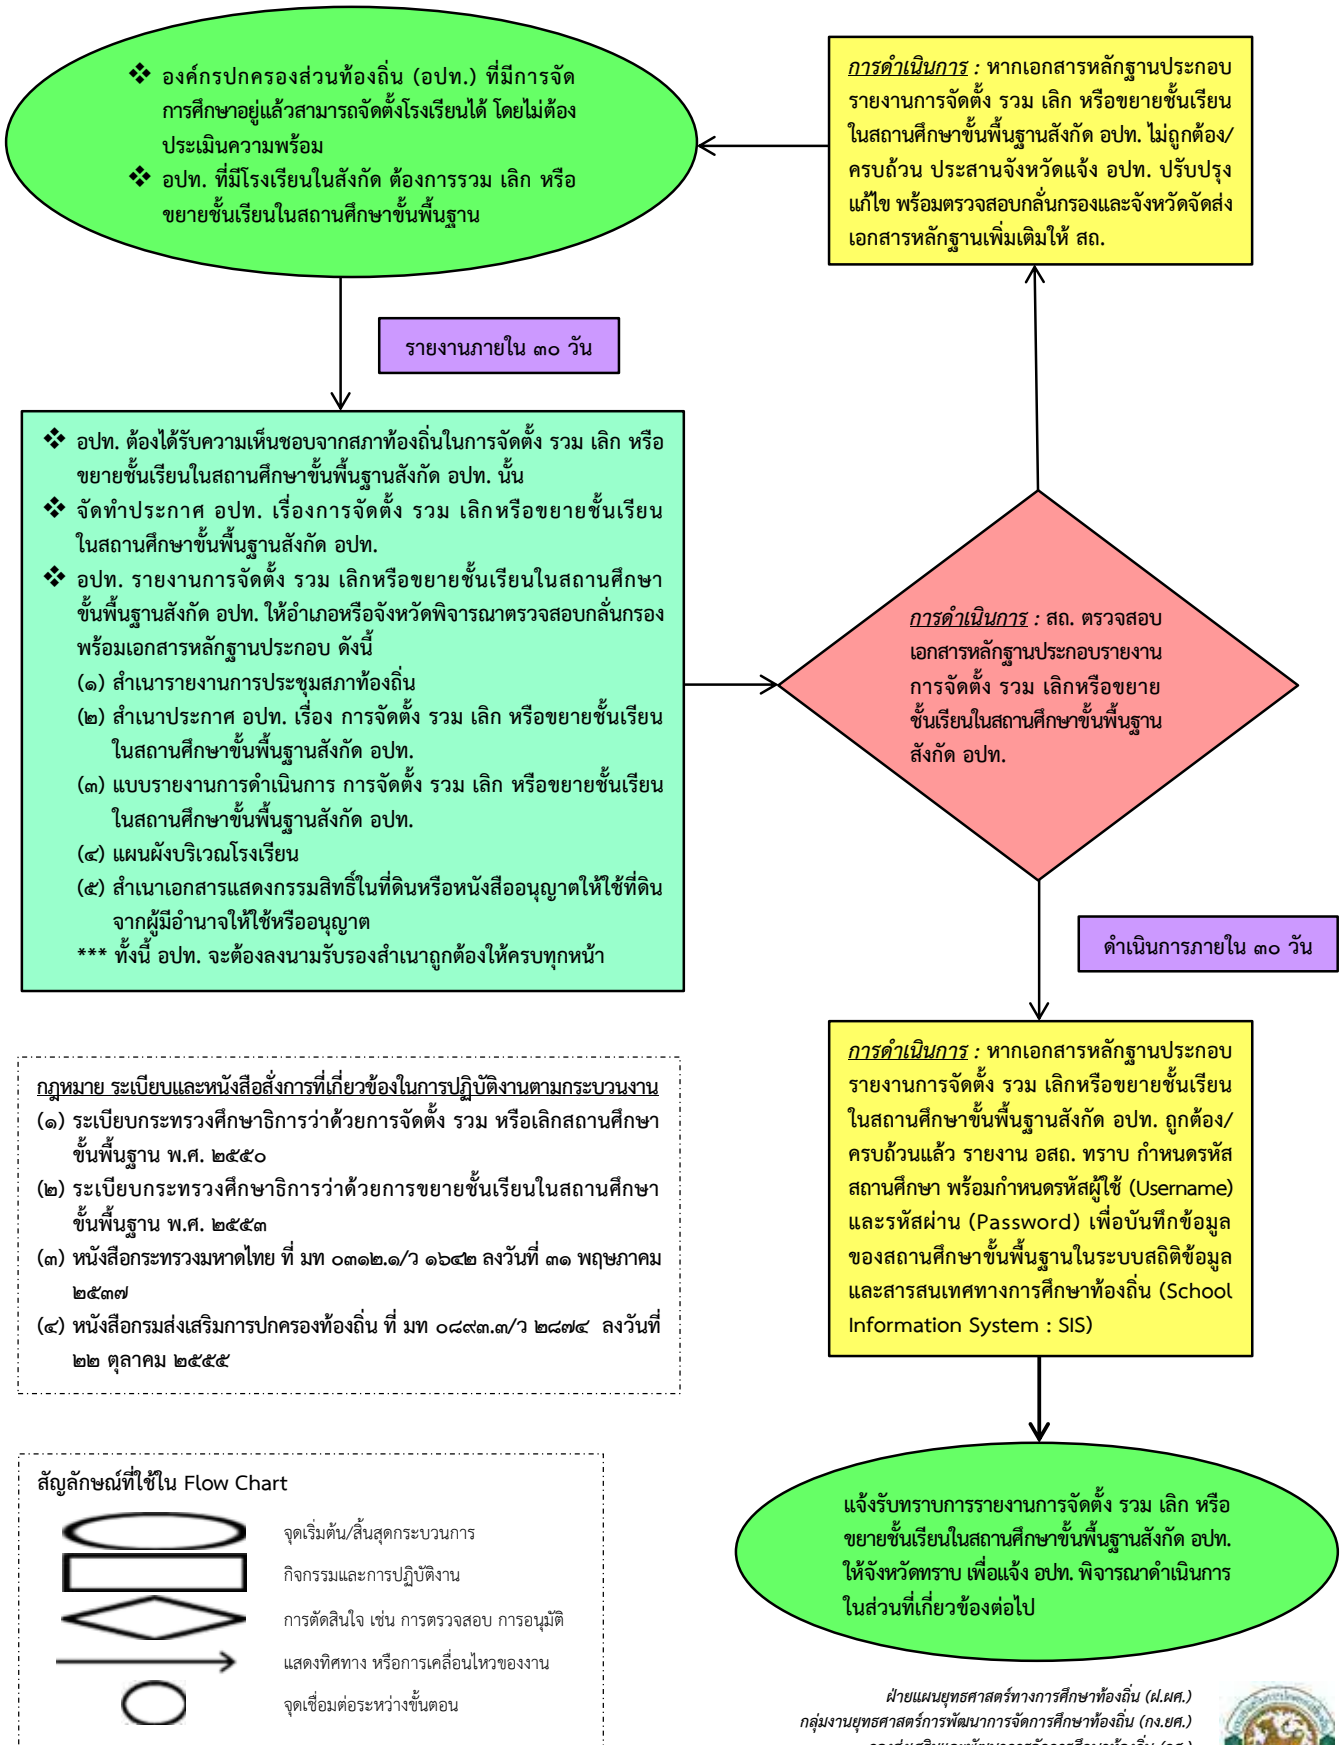 ❖ องค์กรปกครองส่วนท้องถิ่น (อปท.) ที่มีการจัด
การศึกษาอยู่แล้วสามารถจัดตั้งโรงเรียนได้ โดยไม่ต้อง
ประเมินความพร้อม
❖ อปท. ที่มีโรงเรียนในสังกัด ต้องการรวม เลิก หรือ
ขยายชั้นเรียนในสถานศึกษาขั้นพื้นฐาน
การดำเนินการ : หากเอกสารหลักฐานประกอบ
รายงานการจัดตั้ง รวม เลิก หรือขยายชั้นเรียน
ในสถานศึกษาขั้นพื้นฐานสังกัด อปท. ไม่ถูกต้อง/
ครบถ้วน ประสานจังหวัดแจ้ง อปท. ปรับปรุง
แก้ไข พร้อมตรวจสอบกลั่นกรองและจังหวัดจัดส่ง
เอกสารหลักฐานเพิ่มเติมให้ สถ.
รายงานภายใน ๓๐ วัน
❖ อปท. ต้องได้รับความเห็นชอบจากสภาท้องถิ่นในการจัดตั้ง รวม เลิก หรือ
ขยายชั้นเรียนในสถานศึกษาขั้นพื้นฐานสังกัด อปท. นั้น
❖ จัดทำประกาศ อปท. เรื่องการจัดตั้ง รวม เลิกหรือขยายชั้นเรียน
ในสถานศึกษาขั้นพื้นฐานสังกัด อปท.
❖ อปท. รายงานการจัดตั้ง รวม เลิกหรือขยายชั้นเรียนในสถานศึกษา
ขั้นพื้นฐานสังกัด อปท. ให้อำเภอหรือจังหวัดพิจารณาตรวจสอบกลั่นกรอง
พร้อมเอกสารหลักฐานประกอบ ดังนี้
(๑) สำเนารายงานการประชุมสภาท้องถิ่น
(๒) สำเนาประกาศ อปท. เรื่อง การจัดตั้ง รวม เลิก หรือขยายชั้นเรียน
ในสถานศึกษาขั้นพื้นฐานสังกัด อปท.
(๓) แบบรายงานการดำเนินการ การจัดตั้ง รวม เลิก หรือขยายชั้นเรียน
ในสถานศึกษาขั้นพื้นฐานสังกัด อปท.
(๔) แผนผังบริเวณโรงเรียน
(๕) สำเนาเอกสารแสดงกรรมสิทธิ์ในที่ดินหรือหนังสืออนุญาตให้ใช้ที่ดิน
จากผู้มีอำนาจให้ใช้หรืออนุญาต
*** ทั้งนี้ อปท. จะต้องลงนามรับรองสำเนาถูกต้องให้ครบทุกหน้า
การดำเนินการ : สถ. ตรวจสอบ
เอกสารหลักฐานประกอบรายงาน
การจัดตั้ง รวม เลิกหรือขยาย
ชั้นเรียนในสถานศึกษาขั้นพื้นฐาน
สังกัด อปท.
ดำเนินการภายใน ๓๐ วัน
การดำเนินการ : หากเอกสารหลักฐานประกอบ
รายงานการจัดตั้ง รวม เลิกหรือขยายชั้นเรียน
ในสถานศึกษาขั้นพื้นฐานสังกัด อปท. ถูกต้อง/
ครบถ้วนแล้ว รายงาน อสถ. ทราบ กำหนดรหัส
สถานศึกษา พร้อมกำหนดรหัสผู้ใช้ (Username)
และรหัสผ่าน (Password) เพื่อบันทึกข้อมูล
ของสถานศึกษาขั้นพื้นฐานในระบบสถิติข้อมูล
และสารสนเทศทางการศึกษาท้องถิ่น (School
Information System : SIS)
กฎหมาย ระเบียบและหนังสือสั่งการที่เกี่ยวข้องในการปฏิบัติงานตามกระบวนงาน
(๑) ระเบียบกระทรวงศึกษาธิการว่าด้วยการจัดตั้ง รวม หรือเลิกสถานศึกษา
ขั้นพื้นฐาน พ.ศ. ๒๕๕๐
(๒) ระเบียบกระทรวงศึกษาธิการว่าด้วยการขยายชั้นเรียนในสถานศึกษา
ขั้นพื้นฐาน พ.ศ. ๒๕๕๓
(๓) หนังสือกระทรวงมหาดไทย ที่ มท ๐๓๑๒.๑/ว ๑๖๔๒ ลงวันที่ ๓๑ พฤษภาคม
๒๕๓๗
(๔) หนังสือกรมส่งเสริมการปกครองท้องถิ่น ที่ มท ๐๘๙๓.๓/ว ๒๘๗๔ ลงวันที่
๒๒ ตุลาคม ๒๕๕๕
แจ้งรับทราบการรายงานการจัดตั้ง รวม เลิก หรือ
ขยายชั้นเรียนในสถานศึกษาขั้นพื้นฐานสังกัด อปท.
ให้จังหวัดทราบ เพื่อแจ้ง อปท. พิจารณาดำเนินการ
ในส่วนที่เกี่ยวข้องต่อไป
สัญลักษณ์ที่ใช้ใน Flow Chart
จุดเริ่มต้น/สิ้นสุดกระบวนการ
กิจกรรมและการปฏิบัติงาน
การตัดสินใจ เช่น การตรวจสอบ การอนุมัติ
แสดงทิศทาง หรือการเคลื่อนไหวของงาน
จุดเชื่อมต่อระหว่างขั้นตอน
ฝ่ายแผนยุทธศาสตร์ทางการศึกษาท้องถิ่น (ฝ.ผศ.)
กลุ่มงานยุทธศาสตร์การพัฒนาการจัดการศึกษาท้องถิ่น (กง.ยศ.)